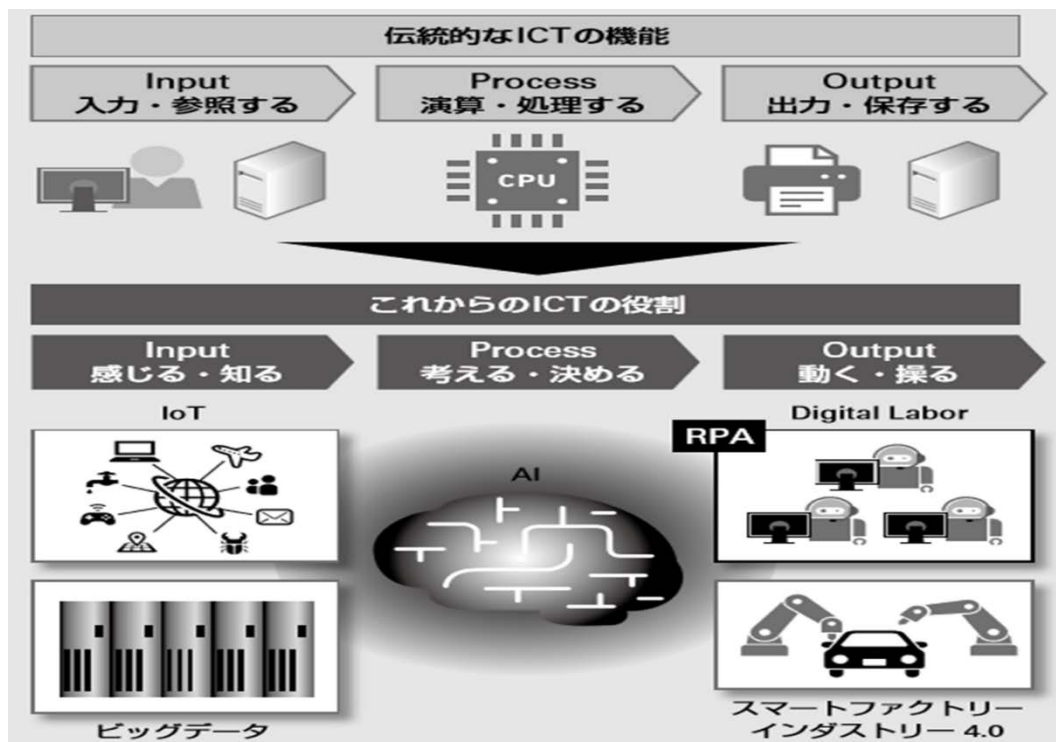 伝統的なICTの機能
Input
入力・参照する
Process
演算・処理する
Output
出力・保存する
CPU
これからのICTの役割
Input
感じる・知る
Process
考える・決める
Output
動く・操る
IoT
AI
Digital Labor
RPA
ビッグデータ
スマートファクトリー
インダストリー 4.0